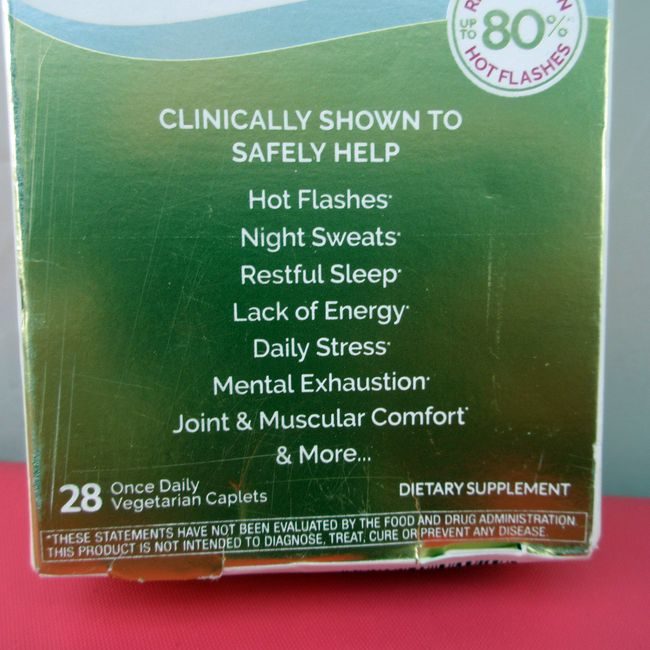 UP TO 80%
HOT FLASHES
CLINICALLY SHOWN TO
SAFELY HELP
Hot Flashes*
Night Sweats*
Restful Sleep*
Lack of Energy*
Daily Stress*
Mental Exhaustion*
Joint & Muscular Comfort*
& More...
28 Once Daily
Vegetarian Caplets
DIETARY SUPPLEMENT
*THESE STATEMENTS HAVE NOT BEEN EVALUATED BY THE FOOD AND DRUG ADMINISTRATION.
THIS PRODUCT IS NOT INTENDED TO DIAGNOSE, TREAT, CURE OR PREVENT ANY DISEASE.